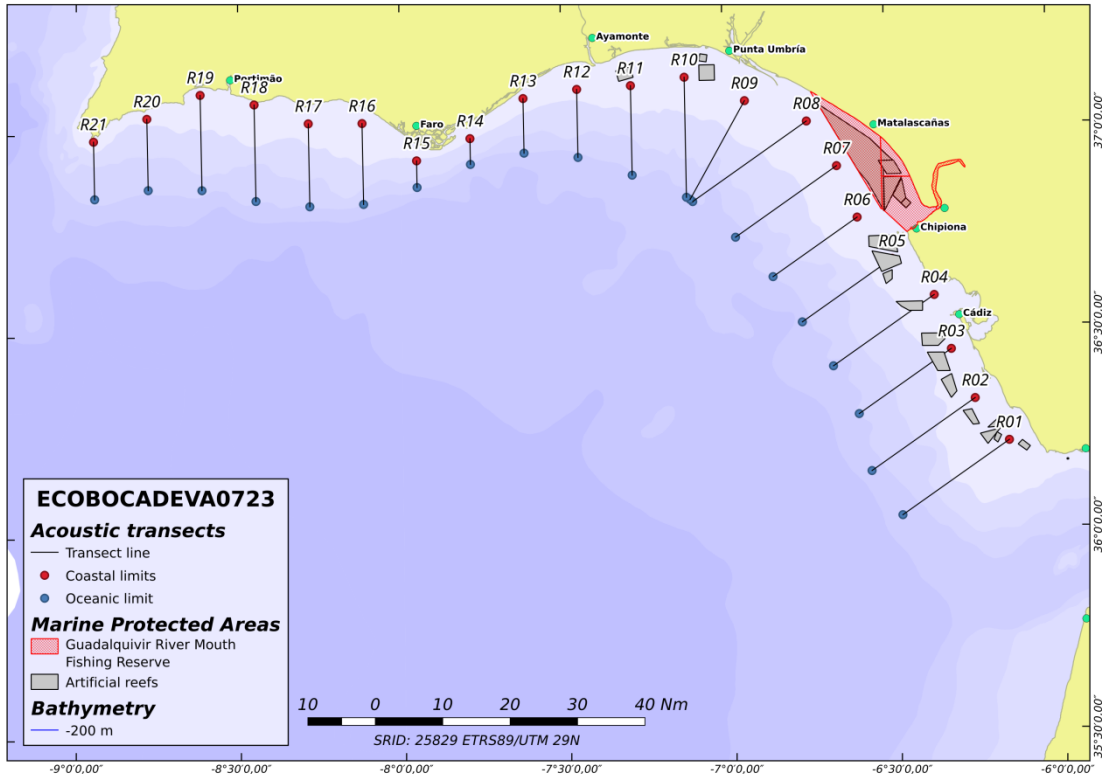 Ayamonte
Punta Umbría
Portimão
Faro
Matalascañas
Chipiona
Cádiz
R21
R20
R19
R18
R17
R16
R15
R14
R13
R12
R11
R10
R09
R08
R07
R06
R05
R04
R03
R02
R01
ECOBOCADEVA0723
Acoustic transects
Transect line
Coastal limits
Oceanic limit
Marine Protected Areas
Guadalquivir River Mouth
Fishing Reserve
Artificial reefs
Bathymetry
-200 m
10 0 10 20 30 40 Nm
SRID: 25829 ETRS89/UTM 29N
37°0'0,00″
36°30'0,00″
36°0'0,00″
35°30'0,00″
-9°0'0,00″
-8°30'0,00″
-8°0'0,00″
-7°30'0,00″
-7°0'0,00″
-6°30'0,00″
-6°0'0,00″